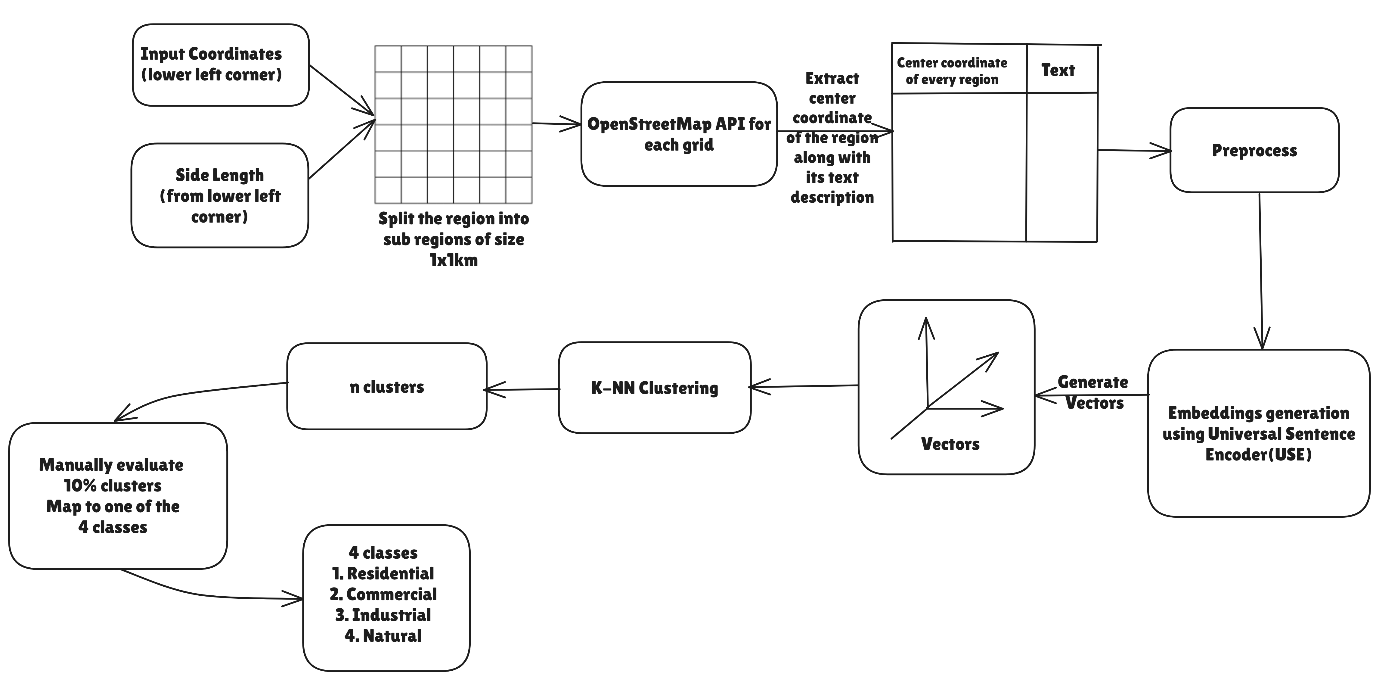 Input Coordinates
(lower left corner)
Side Length
(from lower left
corner)
Split the region into
sub regions of size
1x1km
OpenStreetMap API for
each grid
Extract
center
coordinate
of the region
along with
its text
description
Center coordinate
of every region
Text
Preprocess
Embeddings generation
using Universal Sentence
Encoder(USE)
Generate
Vectors
Vectors
K-NN Clustering
n clusters
Manually evaluate
10% clusters
Map to one of the
4 classes
4 classes
1. Residential
2. Commercial
3. Industrial
4. Natural